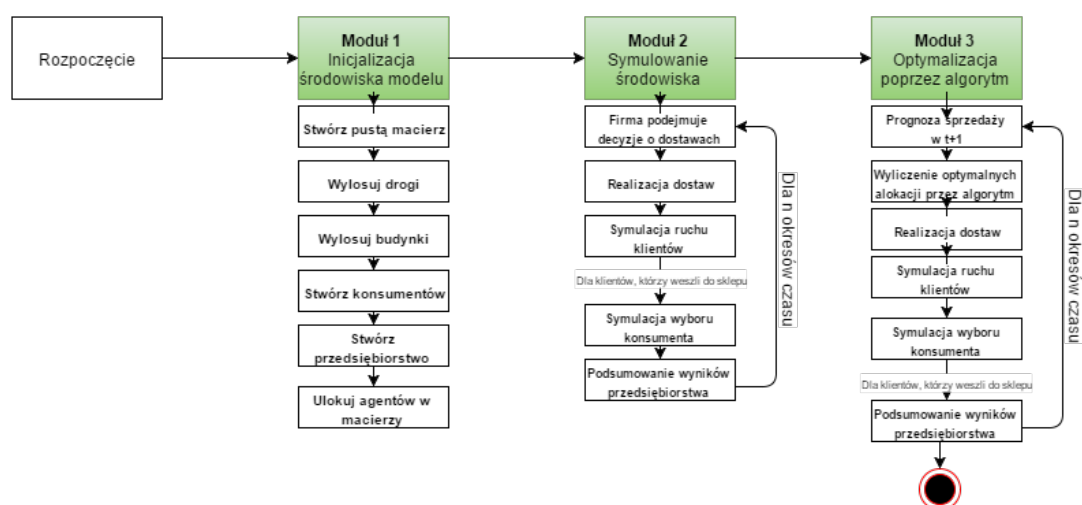 Rozpoczęcie
Moduł 1
Inicjalizacja
środowiska modelu
Stwórz pustą macierz
Wylosuj drogi
Wylosuj budynki
Stwórz konsumentów
Stwórz
przedsiębiorstwo
Ulokuj agentów w
macierzy
Moduł 2
Symulowanie
środowiska
Firma podejmuje
decyzje o dostawach
Realizacja dostaw
Symulacja ruchu
klientów
Dla klientów, którzy weszli do sklepu
Symulacja wyboru
konsumenta
Podsumowanie wyników
przedsiębiorstwa
Dla n okresów czasu
Moduł 3
Optymalizacja
poprzez algorytm
Prognoza sprzedaży
w t+1
Wyliczenie optymalnych
alokacji przez algorytm
Realizacja dostaw
Symulacja ruchu
klientów
Symulacja wyboru
konsumenta
Dla klientów, którzy weszli do sklepu
Podsumowanie wyników
przedsiębiorstwa
Dla n okresów czasu